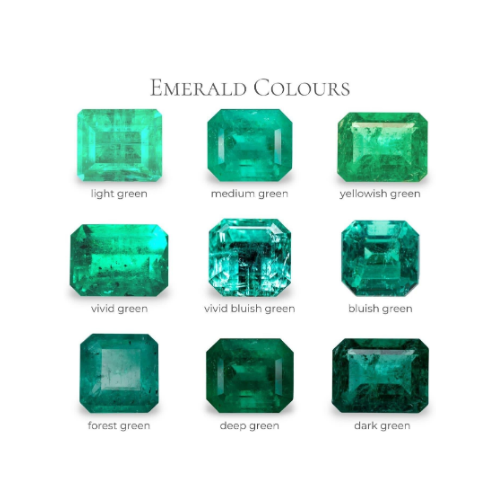 Emerald Colours
light green
medium green
yellowish green
vivid green
vivid bluish green
bluish green
forest green
deep green
dark green